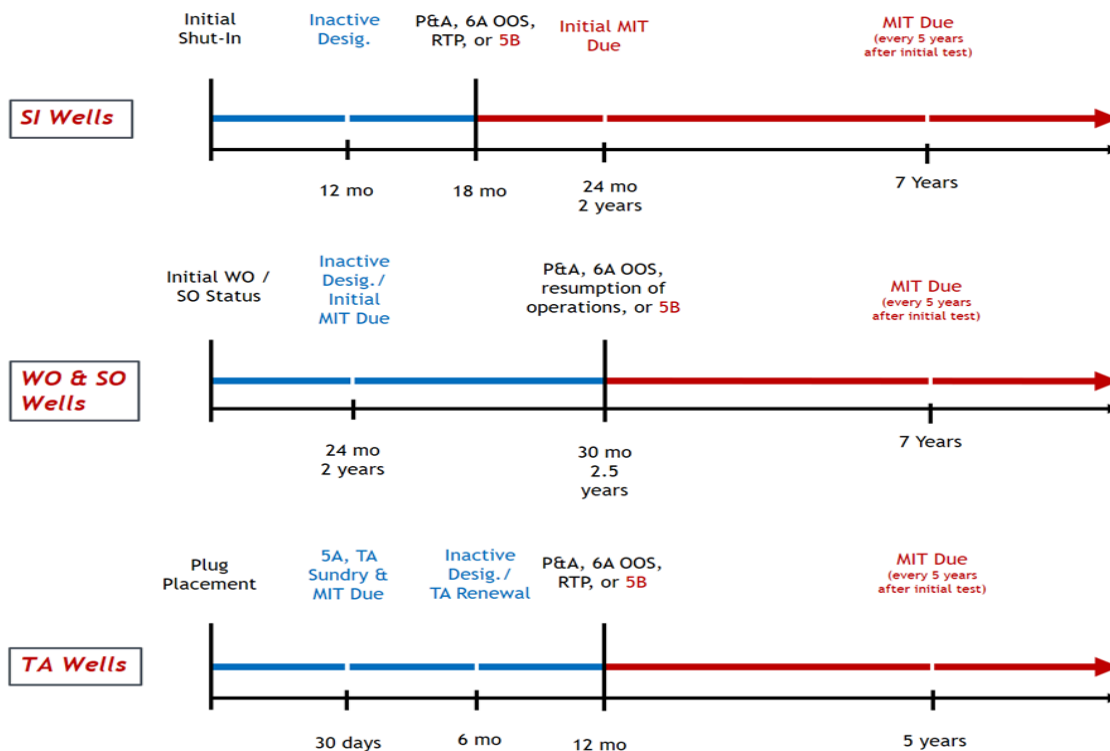 Initial
Shut-In
Inactive
Desig.
P&A, 6A OOS,
RTP, or 5B
Initial MIT
Due
MIT Due
(every 5 years
after initial test)
SI Wells
12 mo
18 mo
24 mo
2 years
7 Years
Initial WO /
SO Status
Inactive
Desig./
Initial
MIT Due
P&A, 6A OOS,
resumption of
operations, or 5B
MIT Due
(every 5 years
after initial test)
WO & SO
Wells
24 mo
2 years
30 mo
2.5
years
7 Years
Plug
Placement
5A, TA
Sundry &
MIT Due
Inactive
Desig./
TA Renewal
P&A, 6A OOS,
RTP, or 5B
MIT Due
(every 5 years
after initial test)
TA Wells
30 days
6 mo
12 mo
5 years